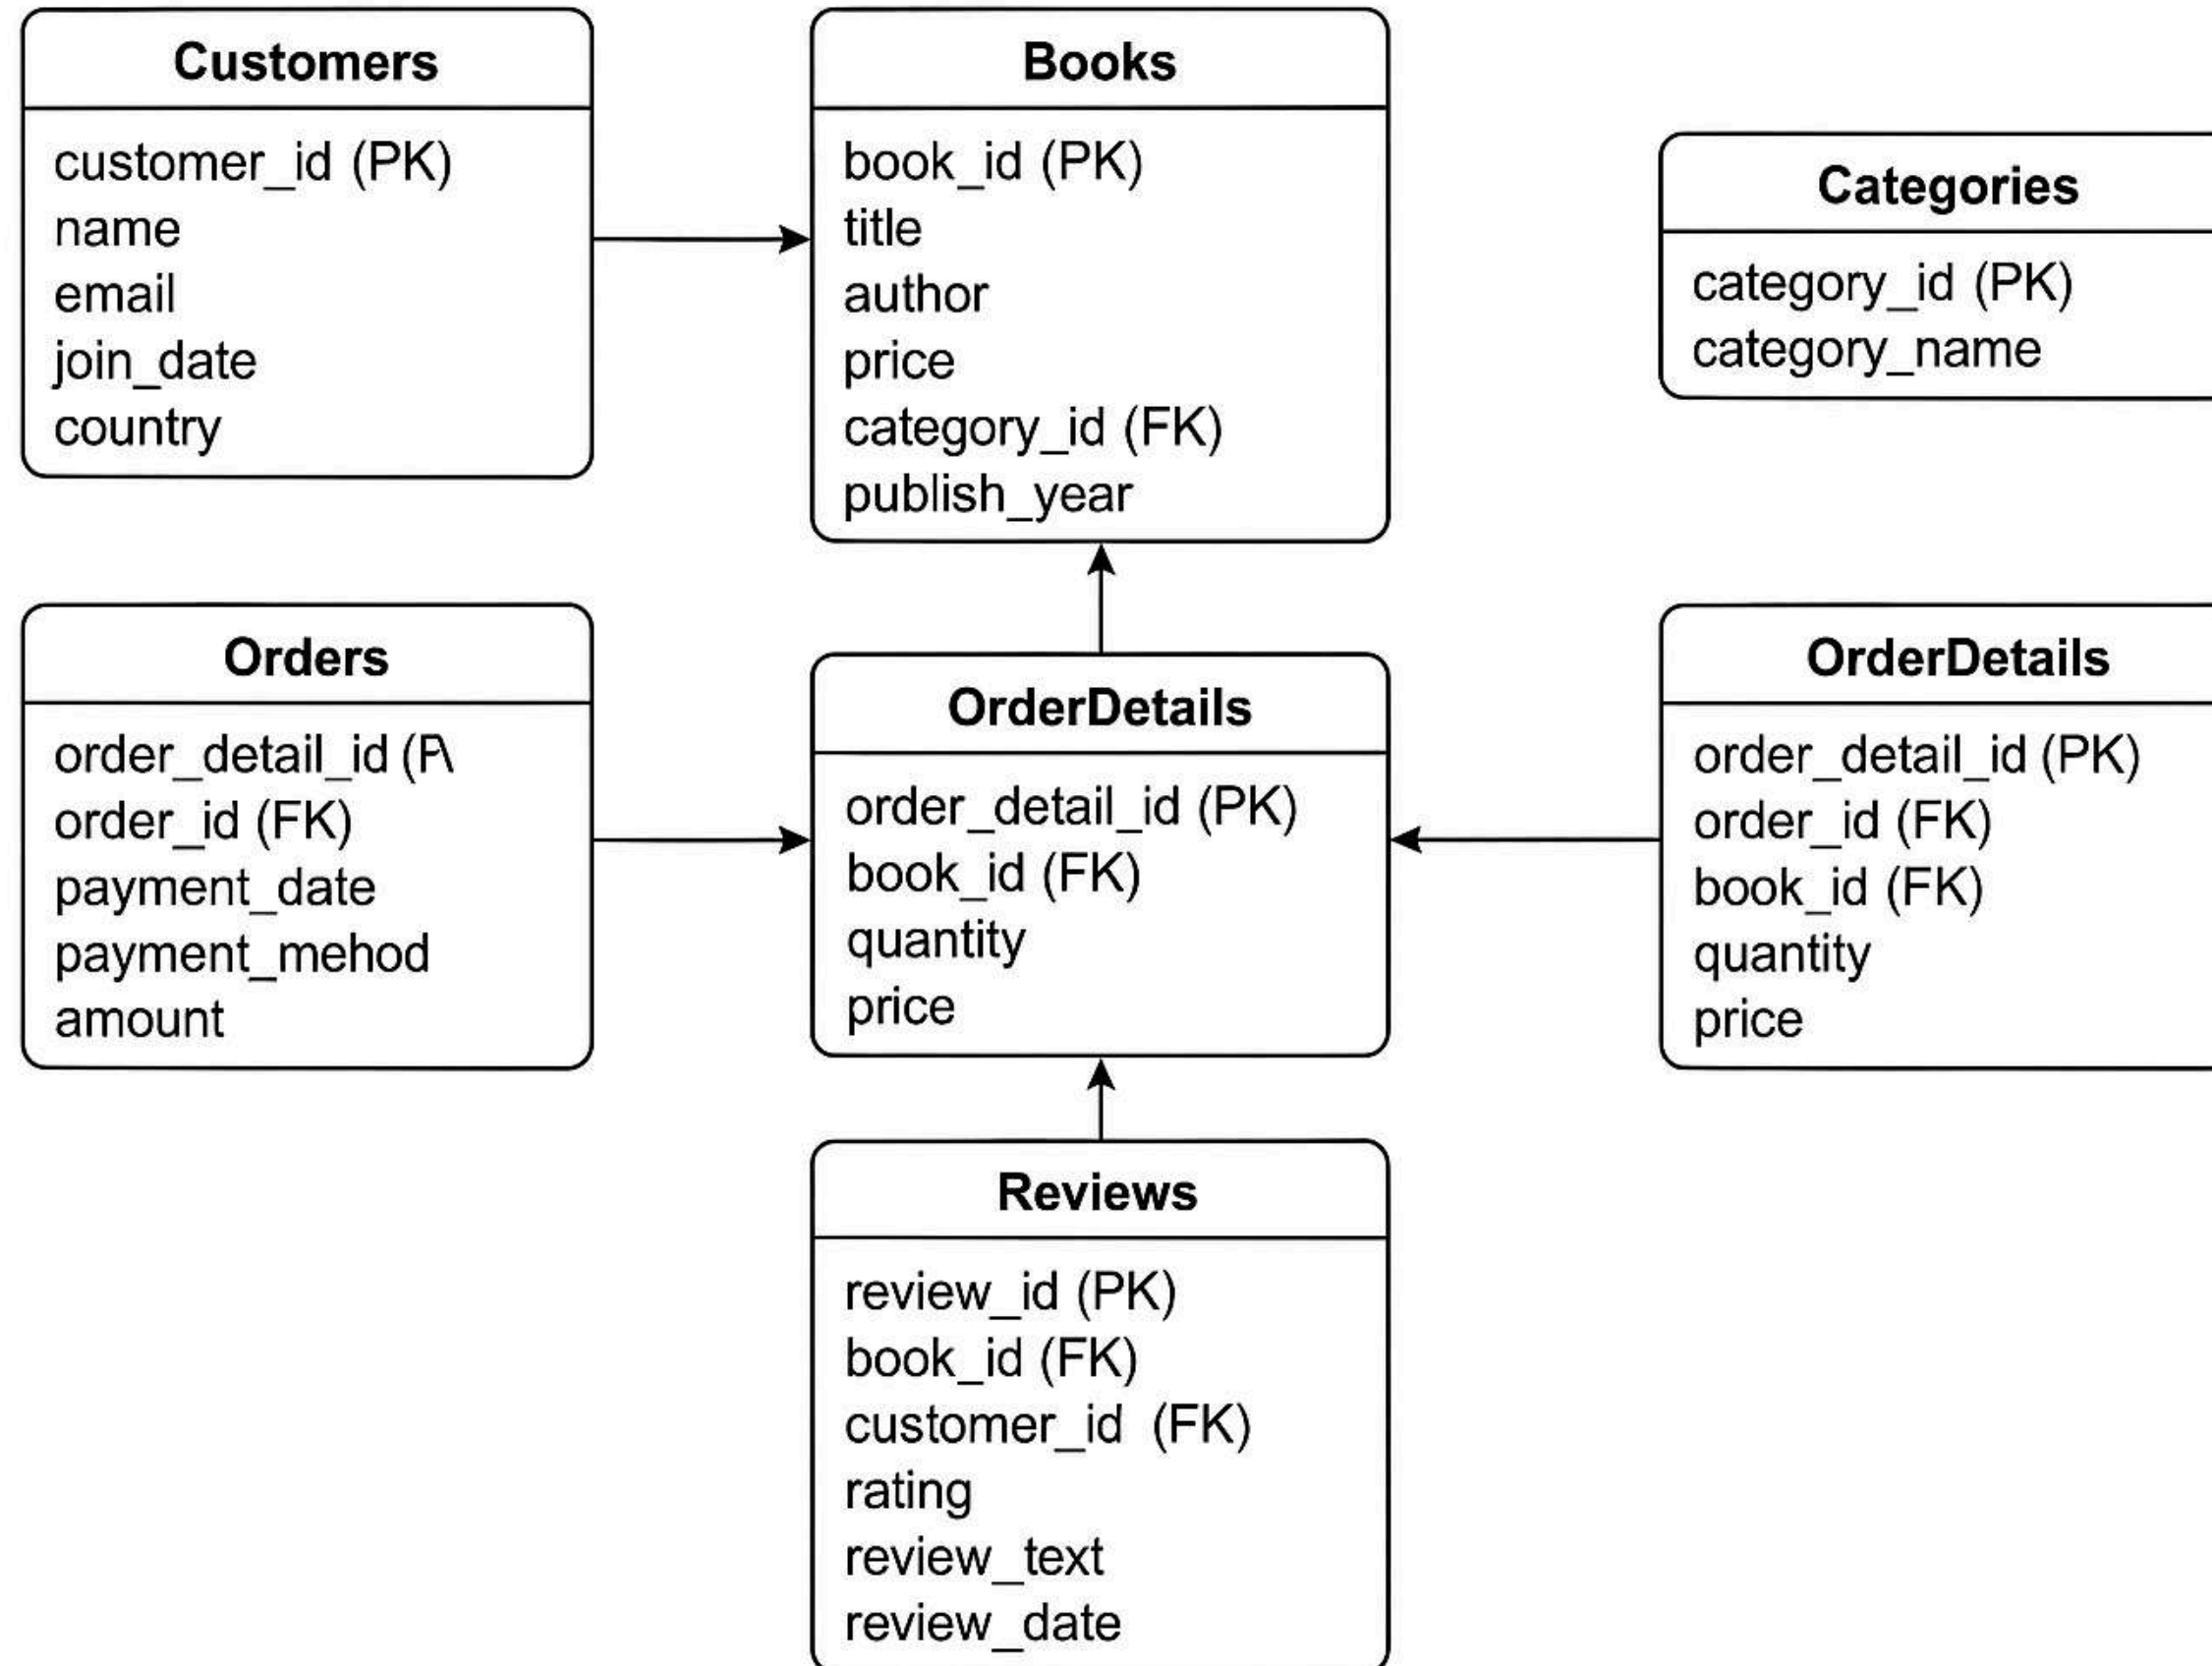 Customers
customer_id (PK)
name
email
join_date
country
Books
book_id (PK)
title
author
price
category_id (FK)
publish_year
Categories
category_id (PK)
category_name
Orders
order_detail_id
order_id (FK)
payment_date
payment_mehod
amount
OrderDetails
order_detail_id (PK)
book_id (FK)
quantity
price
OrderDetails
order_detail_id (PK)
order_id (FK)
book_id (FK)
quantity
price
Reviews
review_id (PK)
book_id (FK)
customer_id (FK)
rating
review_text
review_date